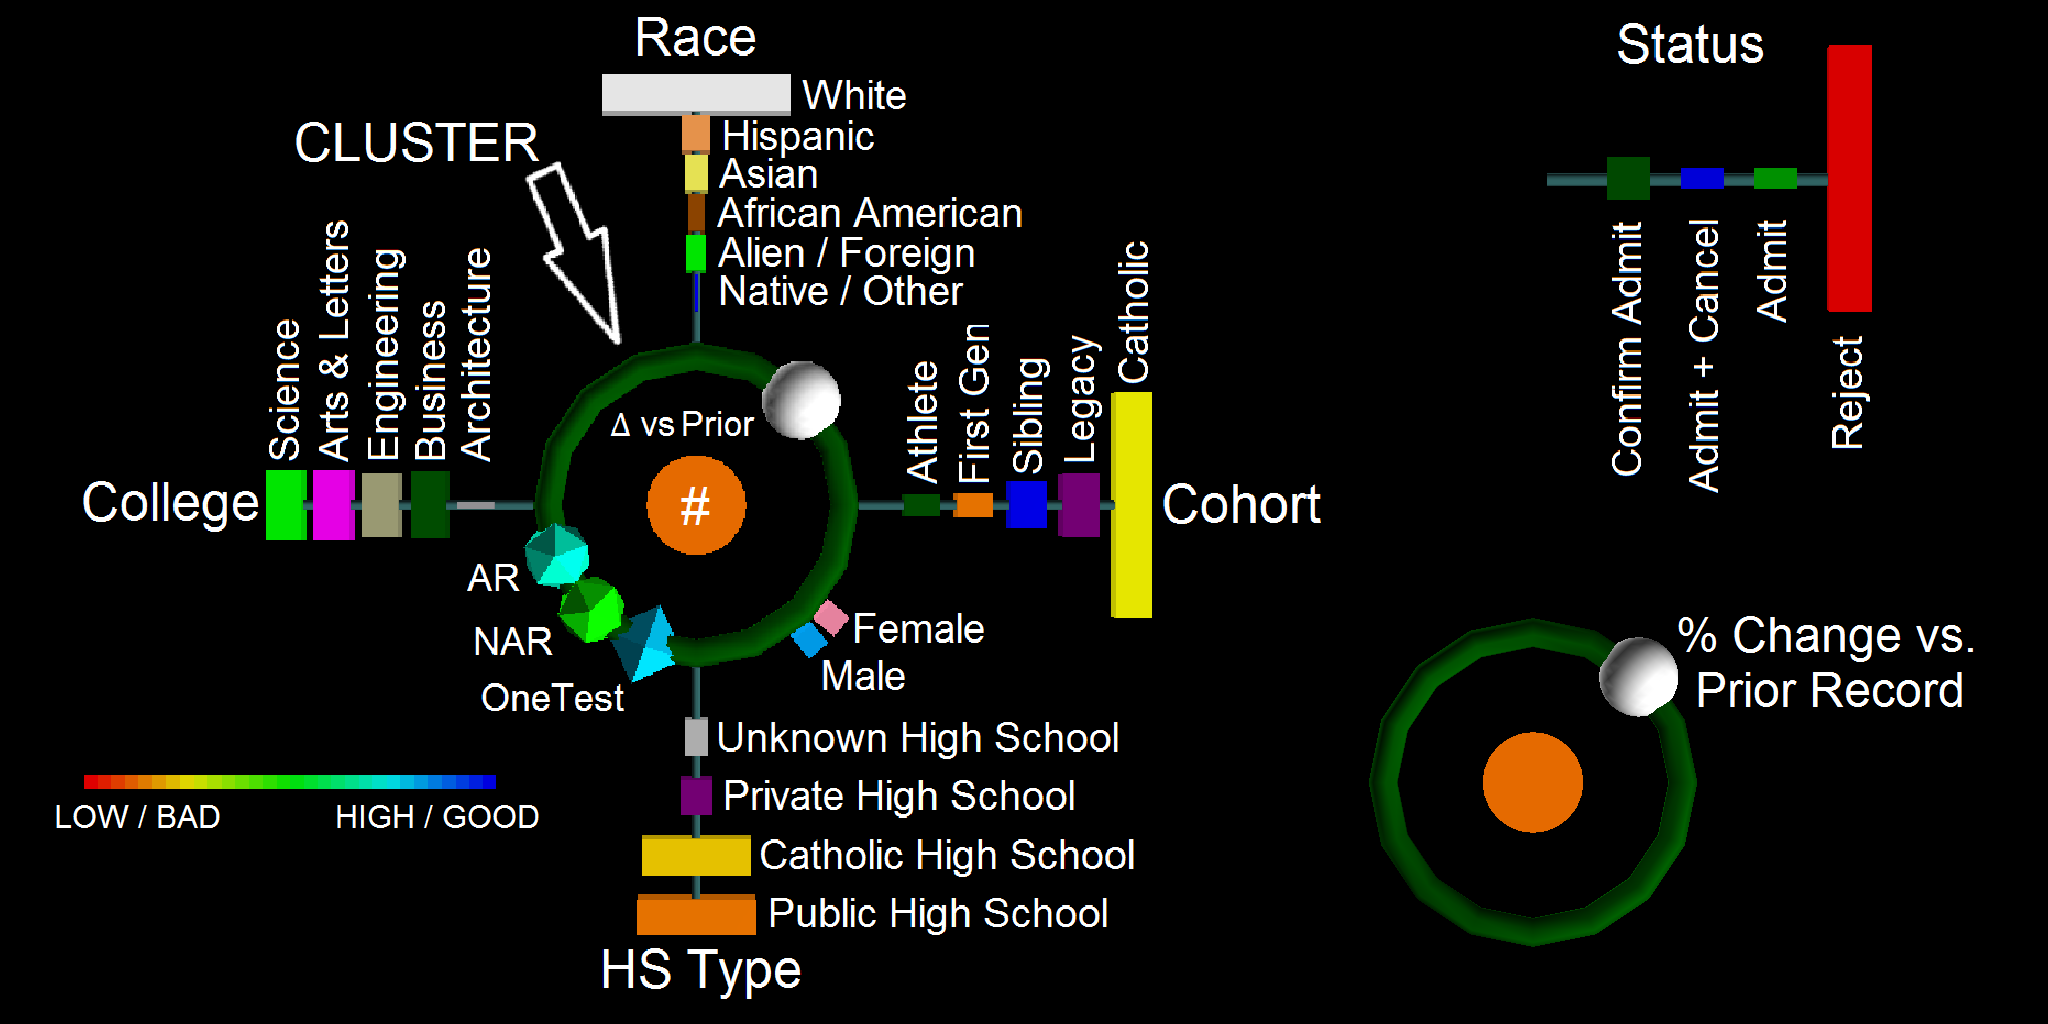 Race
White
Hispanic
Asian
African American
Alien / Foreign
Native / Other
CLUSTER
Science
Arts & Letters
Engineering
Business
Architecture
College
Δ vs Prior
#
Athlete
First Gen
Sibling
Legacy
Catholic
Cohort
AR
NAR
OneTest
Female
Male
Unknown High School
Private High School
Catholic High School
Public High School
HS Type
LOW / BAD
HIGH / GOOD
Status
Confirm Admit
Admit + Cancel
Admit
Reject
% Change vs.
Prior Record